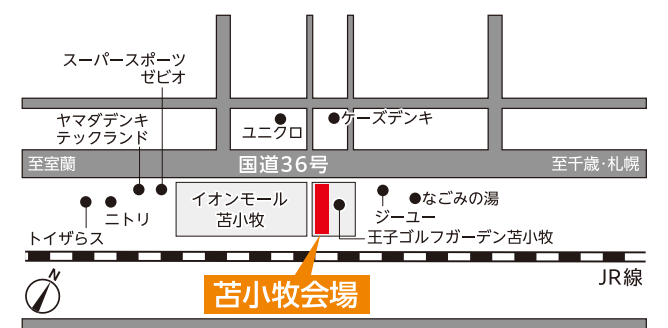 スーパースポーツ
ゼビオ
ヤマダデンキ
テックランド
ユニクロ
ケーズデンキ
至室蘭
国道36号
至千歳・札幌
イオンモール
苫小牧
なごみの湯
ジーユー
ニトリ
トイザらス
王子ゴルフガーデン苫小牧
JR線
N
苫小牧会場